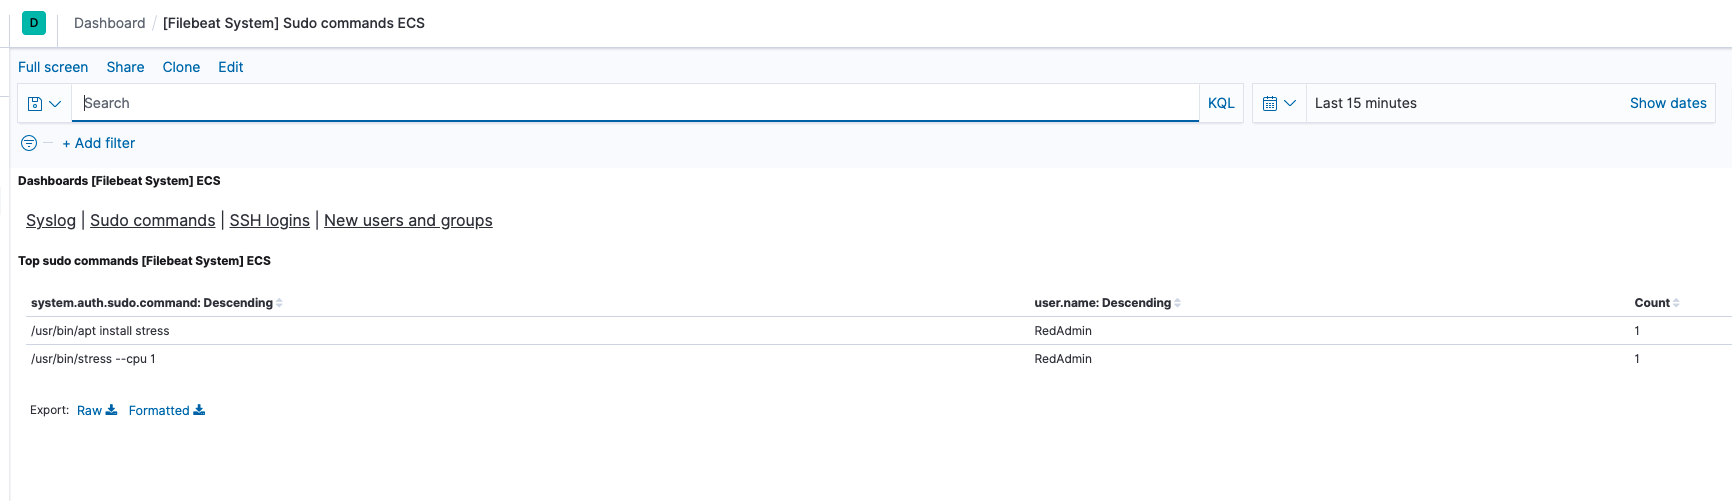 D Dashboard / [Filebeat System] Sudo commands ECS
Full screen Share Clone Edit
Search KQL Last 15 minutes Show dates
+ Add filter
Dashboards [Filebeat System] ECS
Syslog | Sudo commands | SSH logins | New users and groups
Top sudo commands [Filebeat System] ECS
system.auth.sudo.command: Descending user.name: Descending Count
/usr/bin/apt install stress RedAdmin 1
/usr/bin/stress --cpu 1 RedAdmin 1
Export: Raw Formatted